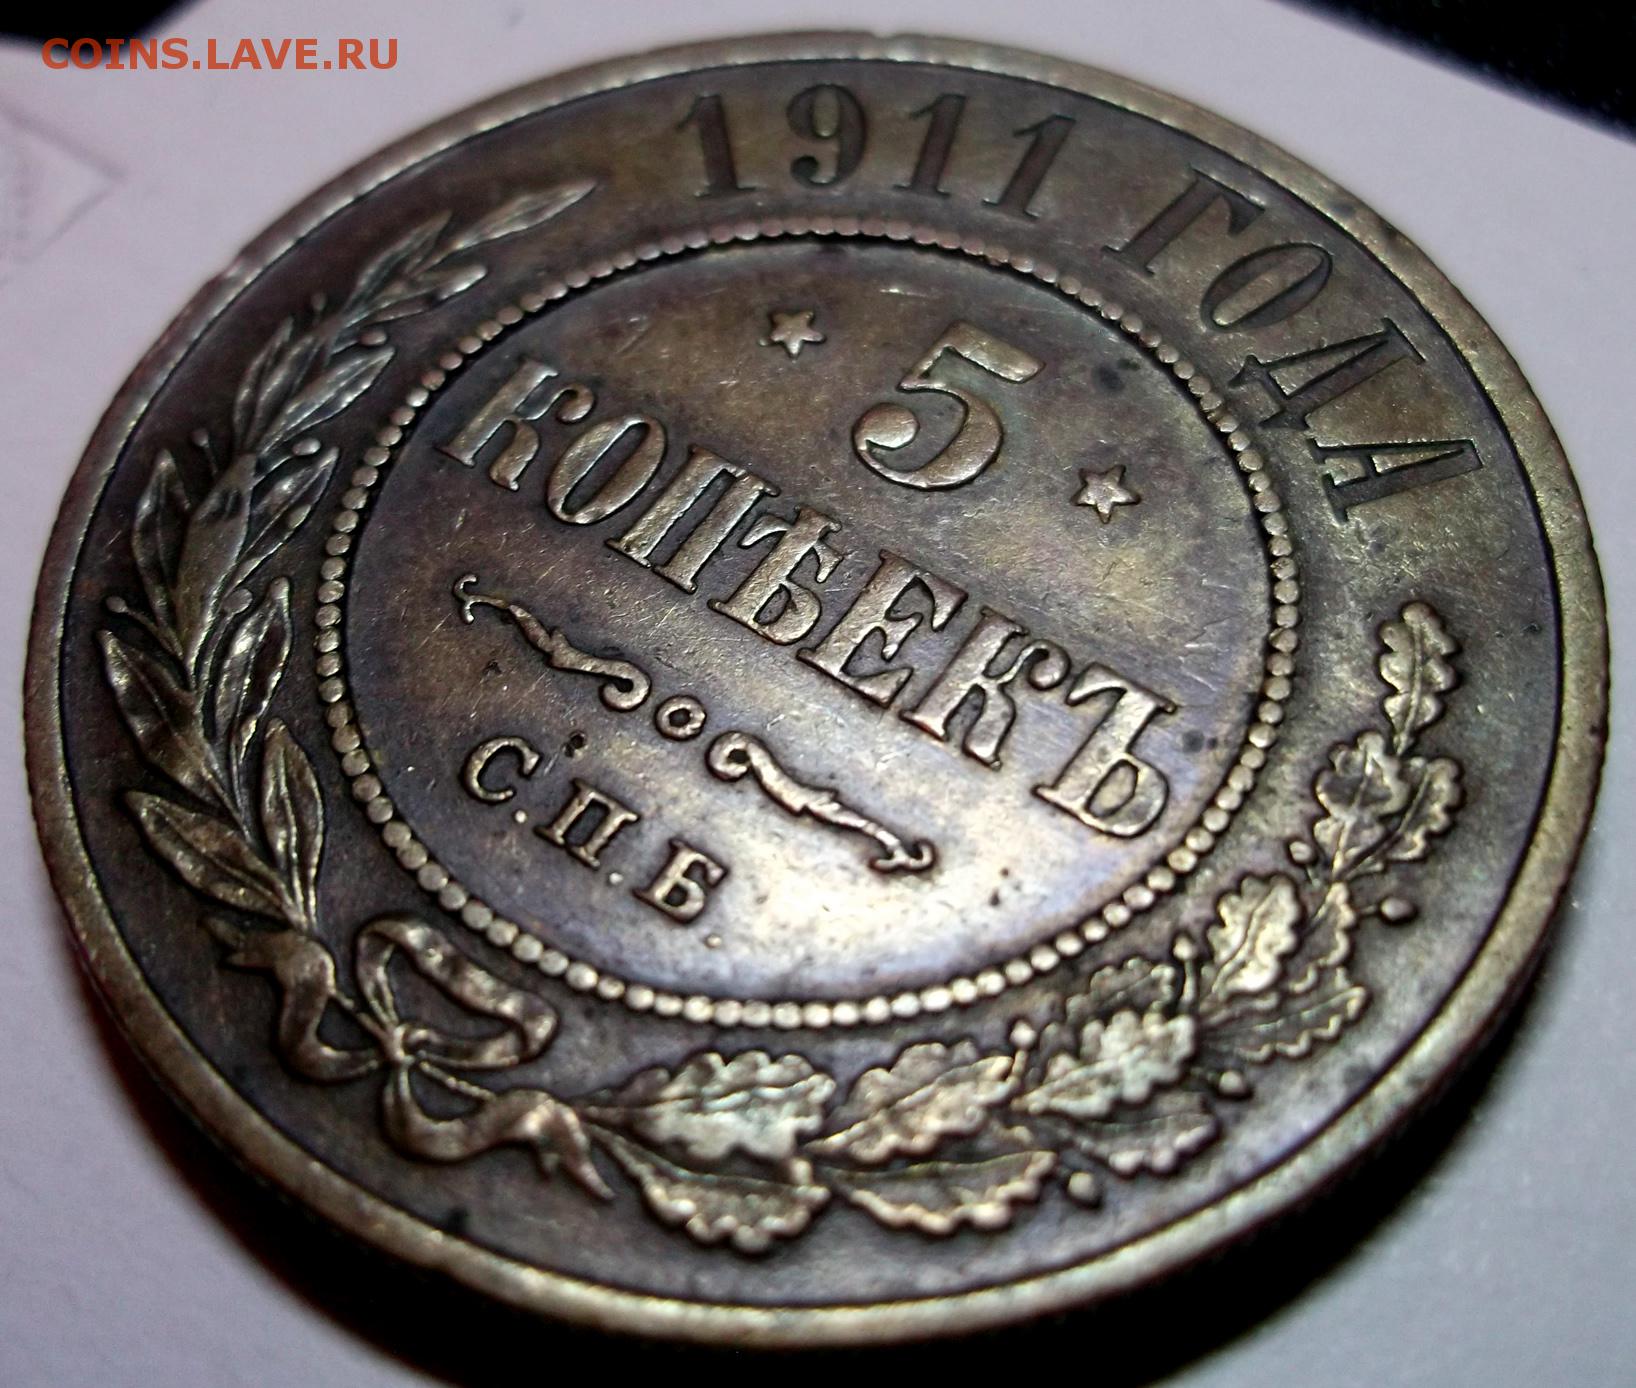 COINS.LAVE.RU
1911 ГОДА
5
КОПѢЕКЪ
С.П.Б.